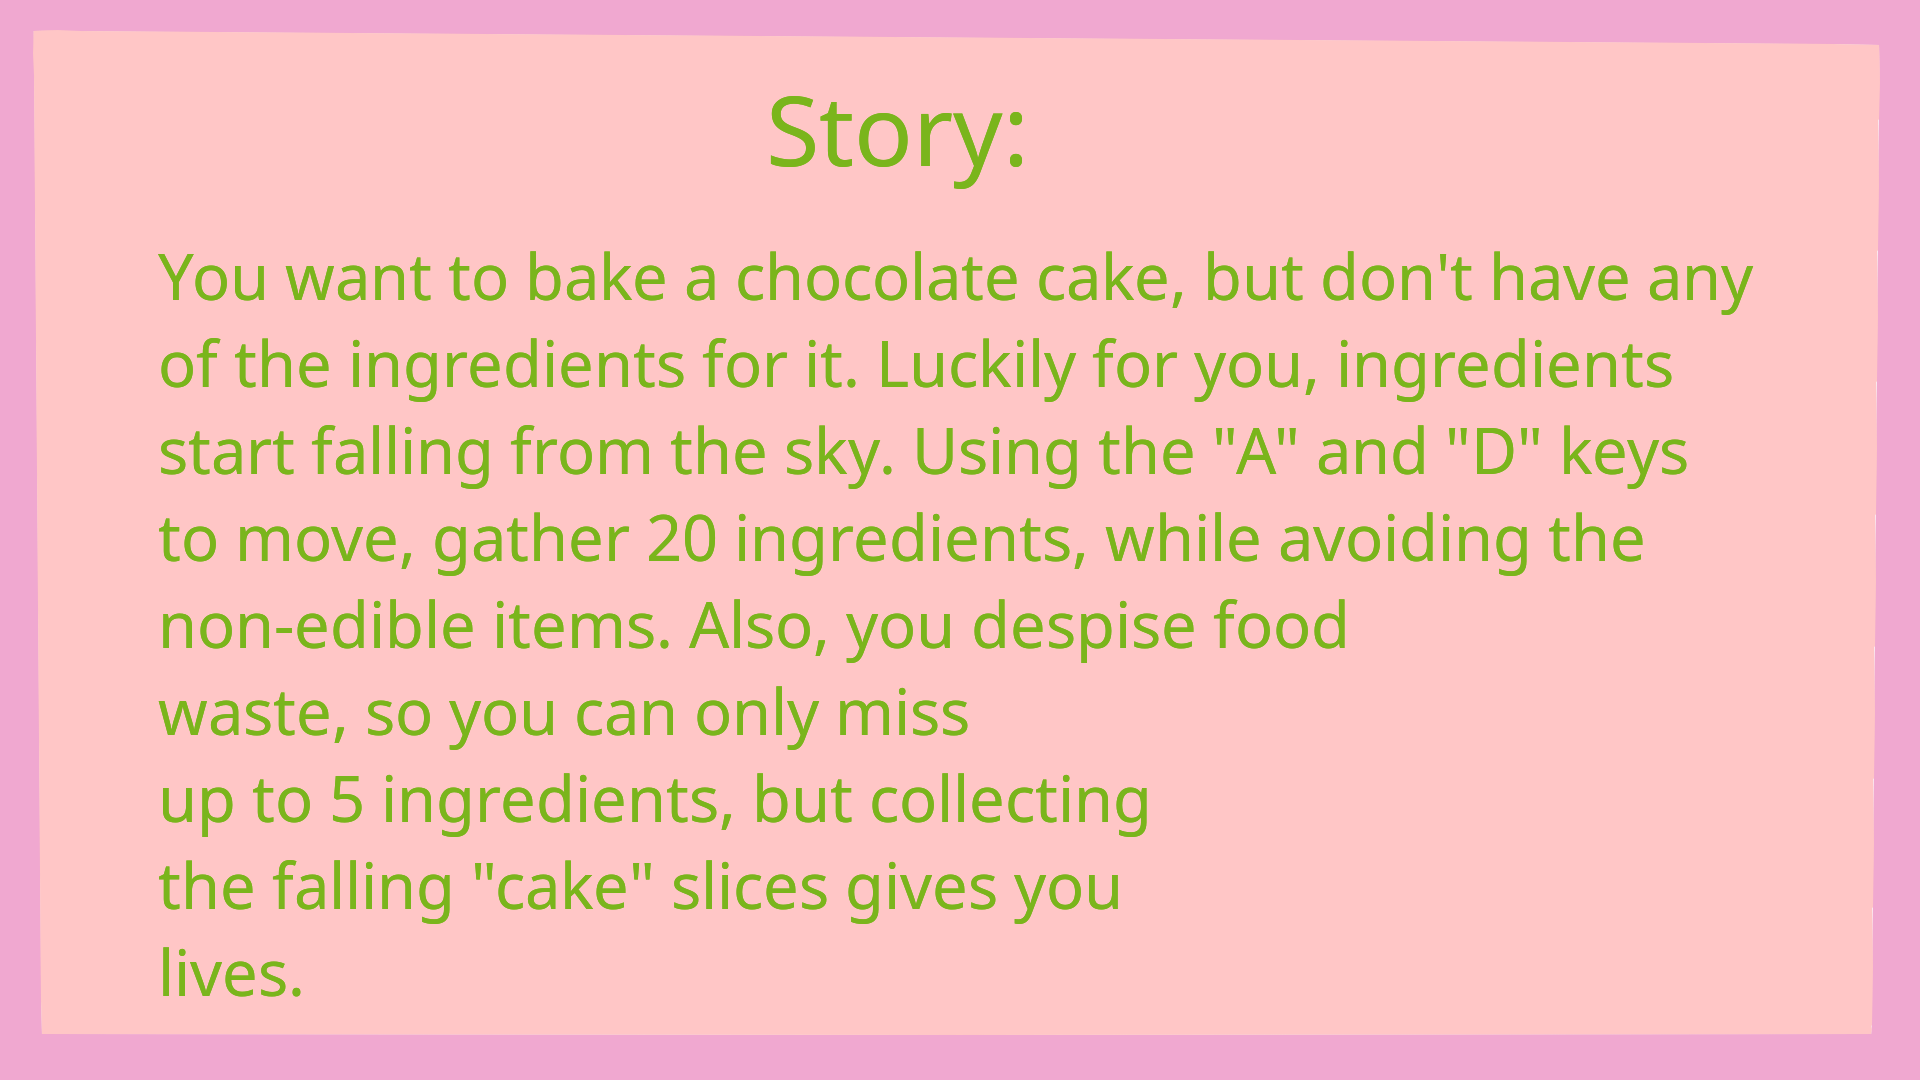 Story:
You want to bake a chocolate cake, but don't have any
of the ingredients for it. Luckily for you, ingredients
start falling from the sky. Using the "A" and "D" keys
to move, gather 20 ingredients, while avoiding the
non-edible items. Also, you despise food
waste, so you can only miss
up to 5 ingredients, but collecting
the falling "cake" slices gives you
lives.